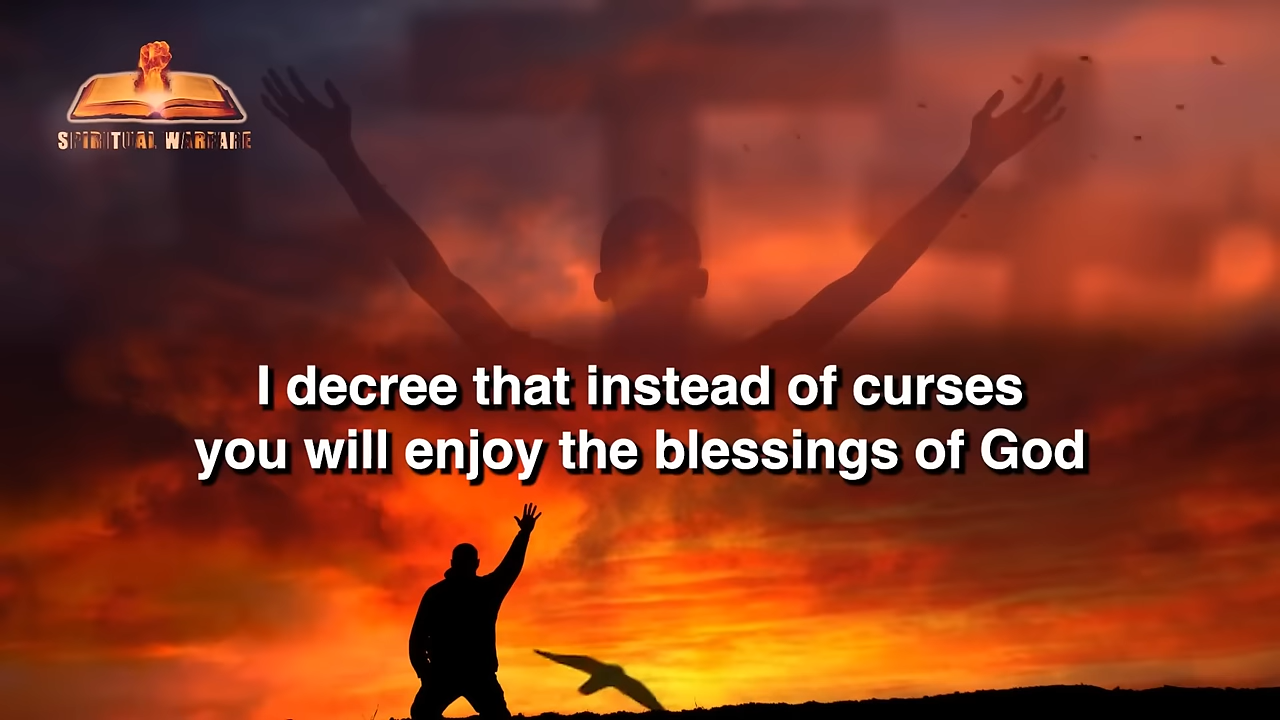 SPIRITUAL WARFARE
I decree that instead of curses
you will enjoy the blessings of God